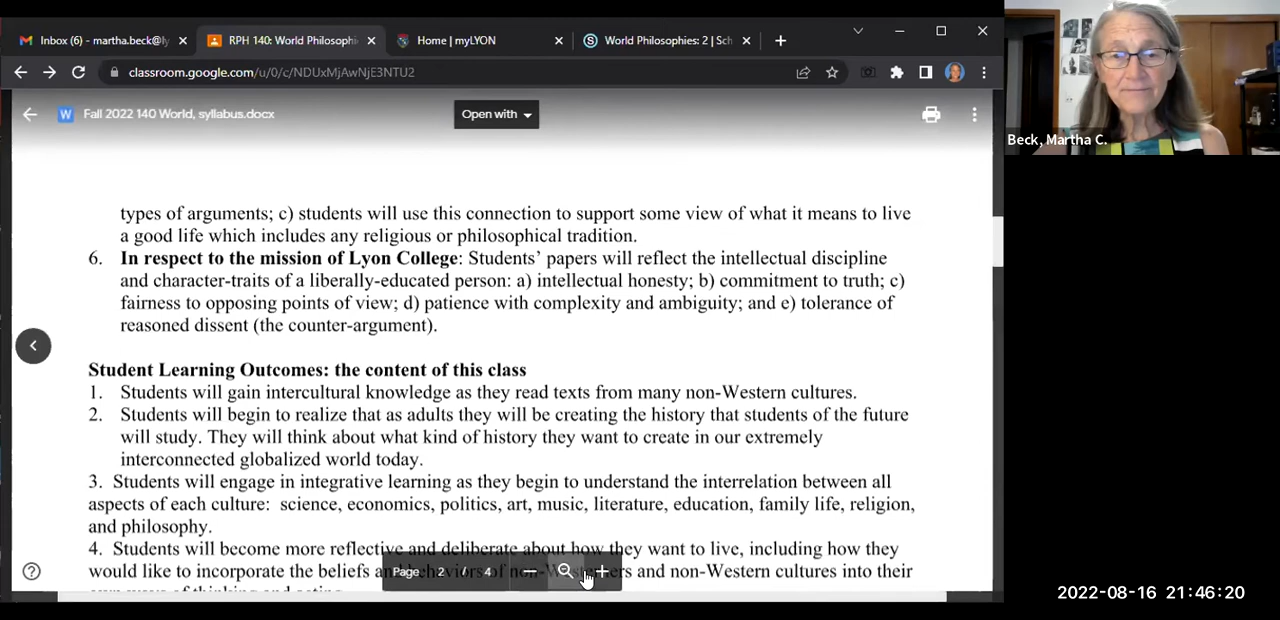 Inbox (6) - martha.beck@ly
RPH 140: World Philosophi
Home | myLYON
World Philosophies: 2 | Sch
classroom.google.com/u/0/c/NDUxMjAwNjE3NTU2
W Fall 2022 140 World, syllabus.docx
Open with
Beck, Martha C.
types of arguments; c) students will use this connection to support some view of what it means to live
a good life which includes any religious or philosophical tradition.
6. In respect to the mission of Lyon College: Students' papers will reflect the intellectual discipline
and character-traits of a liberally-educated person: a) intellectual honesty; b) commitment to truth; c)
fairness to opposing points of view; d) patience with complexity and ambiguity; and e) tolerance of
reasoned dissent (the counter-argument).
Student Learning Outcomes: the content of this class
1. Students will gain intercultural knowledge as they read texts from many non-Western cultures.
2. Students will begin to realize that as adults they will be creating the history that students of the future
will study. They will think about what kind of history they want to create in our extremely
interconnected globalized world today.
3. Students will engage in integrative learning as they begin to understand the interrelation between all
aspects of each culture: science, economics, politics, art, music, literature, education, family life, religion,
and philosophy.
4. Students will become more reflective and deliberate about how they want to live, including how they
would like to incorporate the beliefs and behaviors of non-Westerners and non-Western cultures into their
Page 2 / 4
2022-08-16 21:46:20